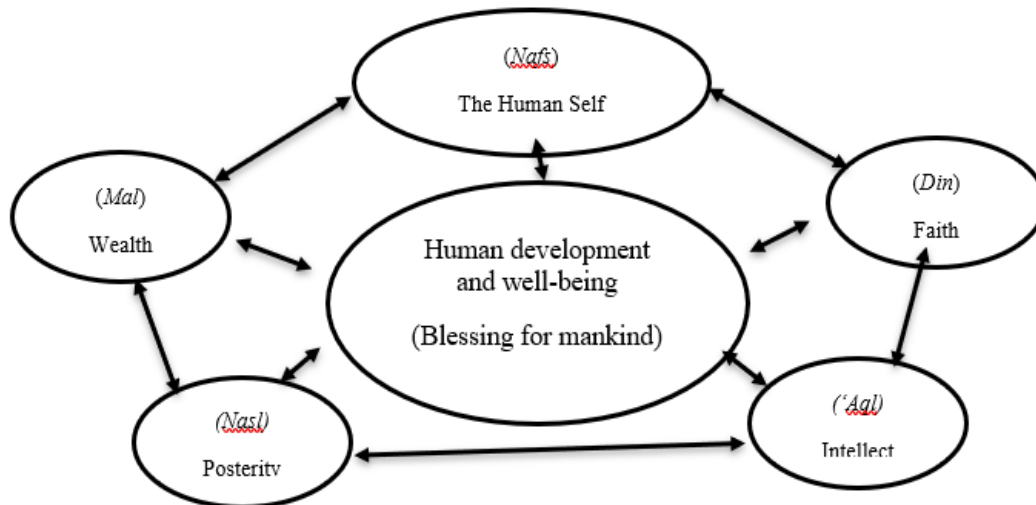 (Nqfs)
The Human Self
(Mal)
Wealth
(Din)
Faith
Human development
and well-being
(Blessing for mankind)
(Nasl)
Posterity
(‘Aql)
Intellect